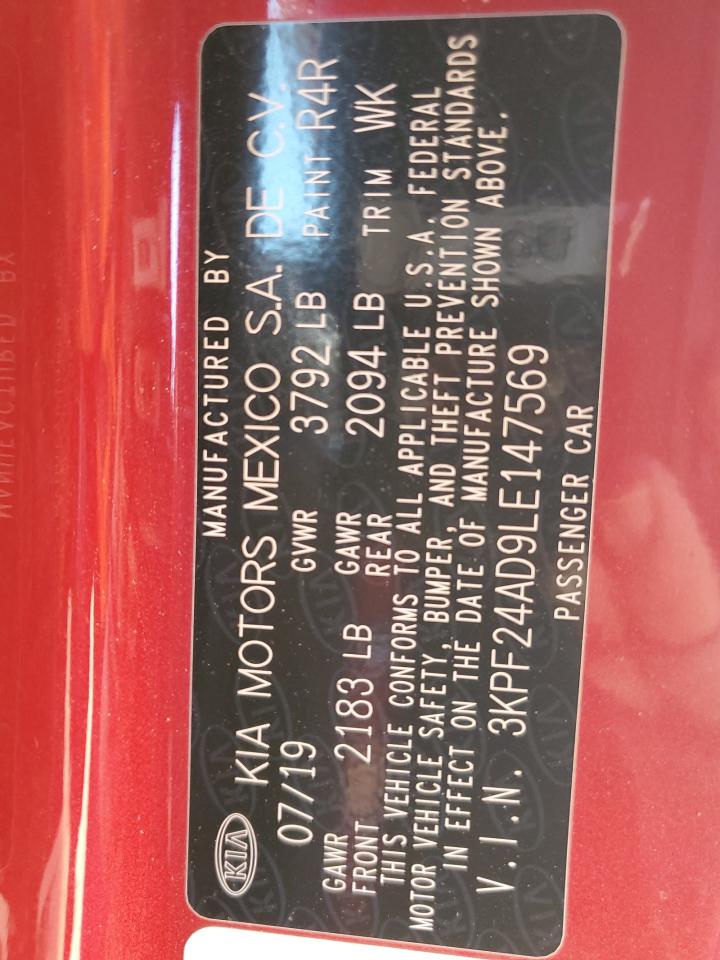 MANUFACTURED BY
KIA KIA MOTORS MEXICO S.A. DE C.V.
07/19 GVWR 3792 LB PAINT R4R
GAWR FRONT 2183 LB GAWR REAR 2094 LB TRIM WK
THIS VEHICLE CONFORMS TO ALL APPLICABLE U.S.A. FEDERAL
MOTOR VEHICLE SAFETY, BUMPER, AND THEFT PREVENTION STANDARDS
IN EFFECT ON THE DATE OF MANUFACTURE SHOWN ABOVE.
V.I.N. 3KPF24AD9LE147569
PASSENGER CAR